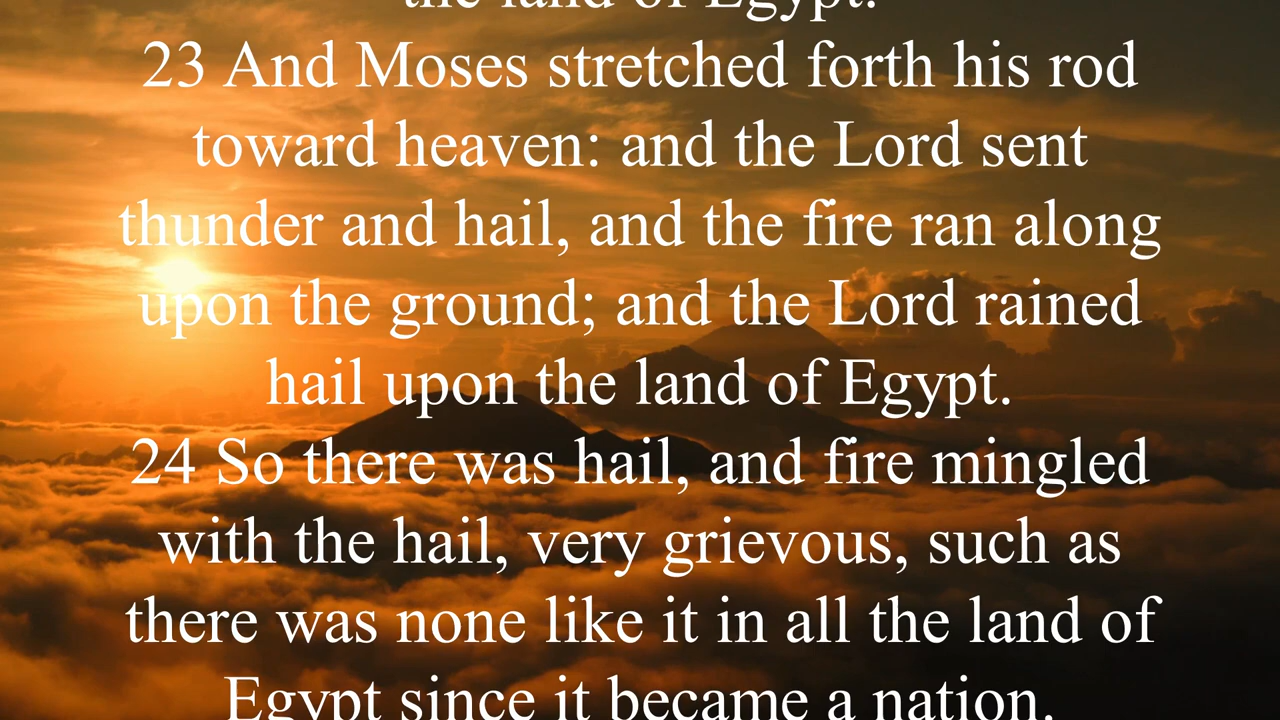 the land of Egypt.
23 And Moses stretched forth his rod
toward heaven: and the Lord sent
thunder and hail, and the fire ran along
upon the ground; and the Lord rained
hail upon the land of Egypt.
24 So there was hail, and fire mingled
with the hail, very grievous, such as
there was none like it in all the land of
Egypt since it became a nation.